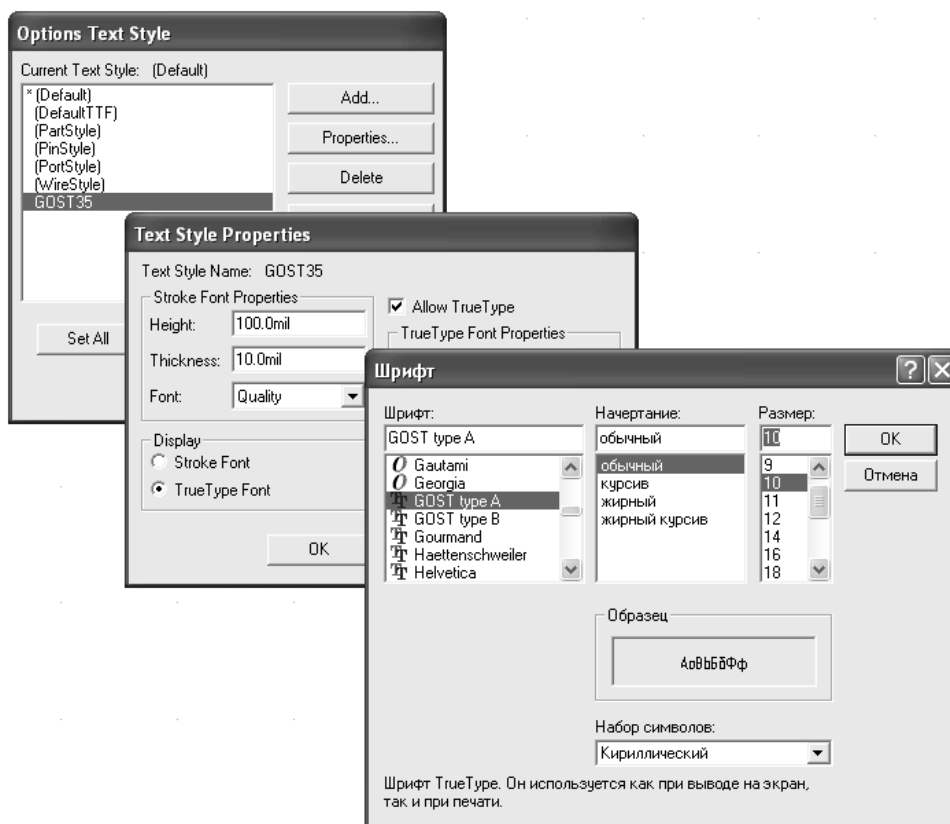 Options Text Style
Current Text Style: (Default)
* (Default)
(DefaultTTF)
(PartStyle)
(PinStyle)
(PortStyle)
(WireStyle)
GOST35
Add...
Properties...
Delete
Set All
Text Style Properties
Text Style Name: GOST35
Stroke Font Properties
Height: 100.0mil
Thickness: 10.0mil
Font: Quality
Allow TrueType
TrueType Font Properties
Display
Stroke Font
TrueType Font
OK
Шрифт
Шрифт:
GOST type A
Gautami
Georgia
GOST type A
GOST type B
Gourmand
Haettenschweiler
Helvetica
Начертание:
обычный
обычный
курсив
жирный
жирный курсив
Размер:
10
9
10
11
12
14
16
18
OK
Отмена
Образец
АаВbБбФф
Набор символов:
Кириллический
Шрифт TrueType. Он используется как при выводе на экран,
так и при печати.